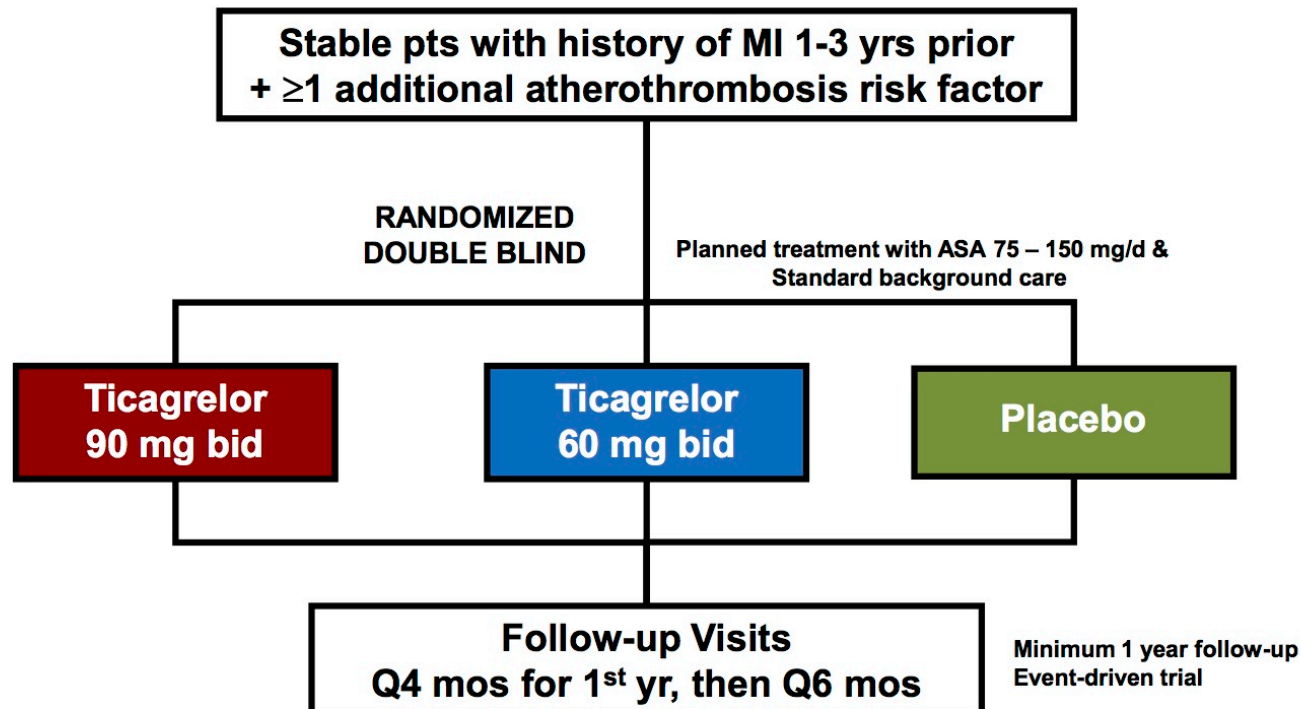 Stable pts with history of MI 1-3 yrs prior
+ ≥1 additional atherothrombosis risk factor
RANDOMIZED
DOUBLE BLIND
Planned treatment with ASA 75 – 150 mg/d &
Standard background care
Ticagrelor
90 mg bid
Ticagrelor
60 mg bid
Placebo
Follow-up Visits
Q4 mos for 1st yr, then Q6 mos
Minimum 1 year follow-up
Event-driven trial